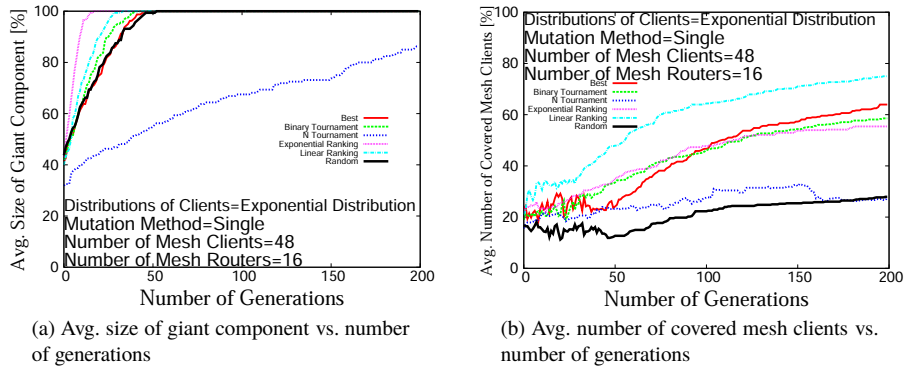 Avg. Size of Giant Component [%]
100
80
60
40
20
0
0
50
100
150
200
Best
Binary Tournament
N Tournament
Exponential Ranking
Linear Ranking
Random
Distributions of Clients=Exponential Distribution
Mutation Method=Single
Number of Mesh Clients=48
Number of Mesh Routers=16
Number of Generations
(a) Avg. size of giant component vs. number
of generations
Avg. Number of Covered Mesh Clients [%]
100
80
60
40
20
0
0
50
100
150
200
Distributions of Clients=Exponential Distribution
Mutation Method=Single
Number of Mesh Clients=48
Number of Mesh Routers=16
Best
Binary Tournament
N Tournament
Exponential Ranking
Linear Ranking
Random
Number of Generations
(b) Avg. number of covered mesh clients vs.
number of generations